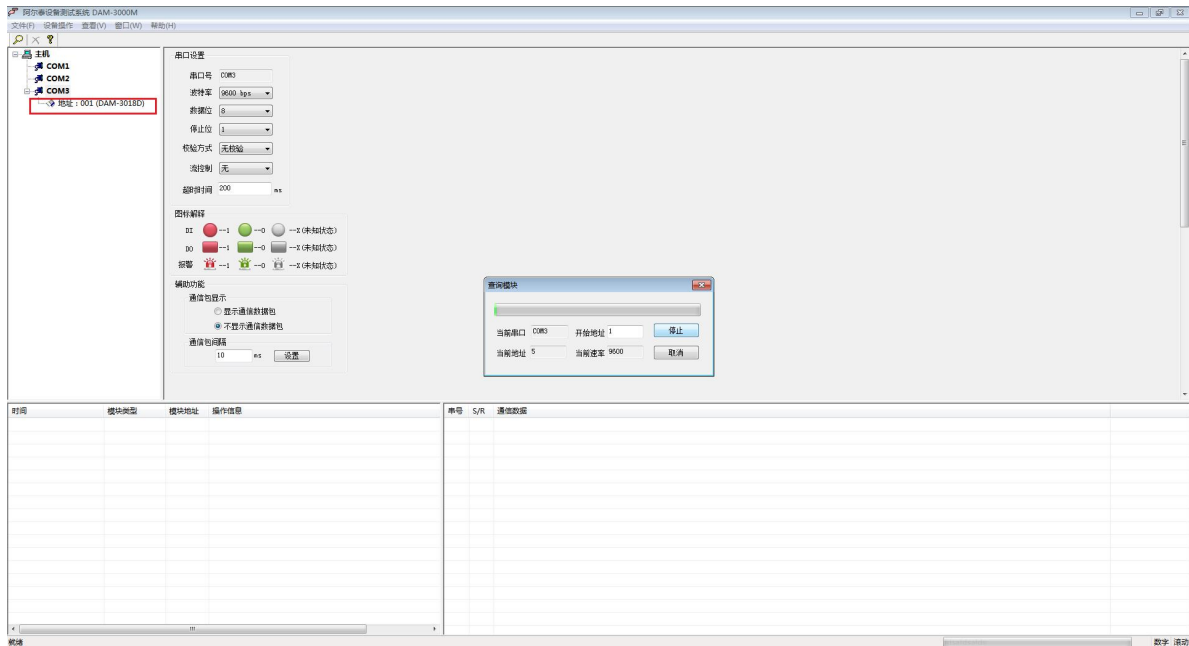 阿尔泰设备测试系统 DAM-3000M
文件(F) 设备操作 查看(V) 窗口(W) 帮助(H)
主机
COM1
COM2
COM3
地址：001 (DAM-3018D)
串口设置
串口号 COM3
波特率 9600 bps
数据位 8
停止位 1
校验方式 无校验
流控制 无
超时时间 200 ms
图标解释
DI --1 --0 --X(未知状态)
DO --1 --0 --X(未知状态)
报警 --1 --0 --X(未知状态)
辅助功能
通信包显示
显示通信数据包
不显示通信数据包
通信包间隔
10 ms 设置
查询模块
当前串口 COM3 开始地址 1 停止
当前地址 5 当前速率 9600 取消
时间 模块类型 模块地址 操作信息
串号 S/R 通信数据
就绪
数字 滚动